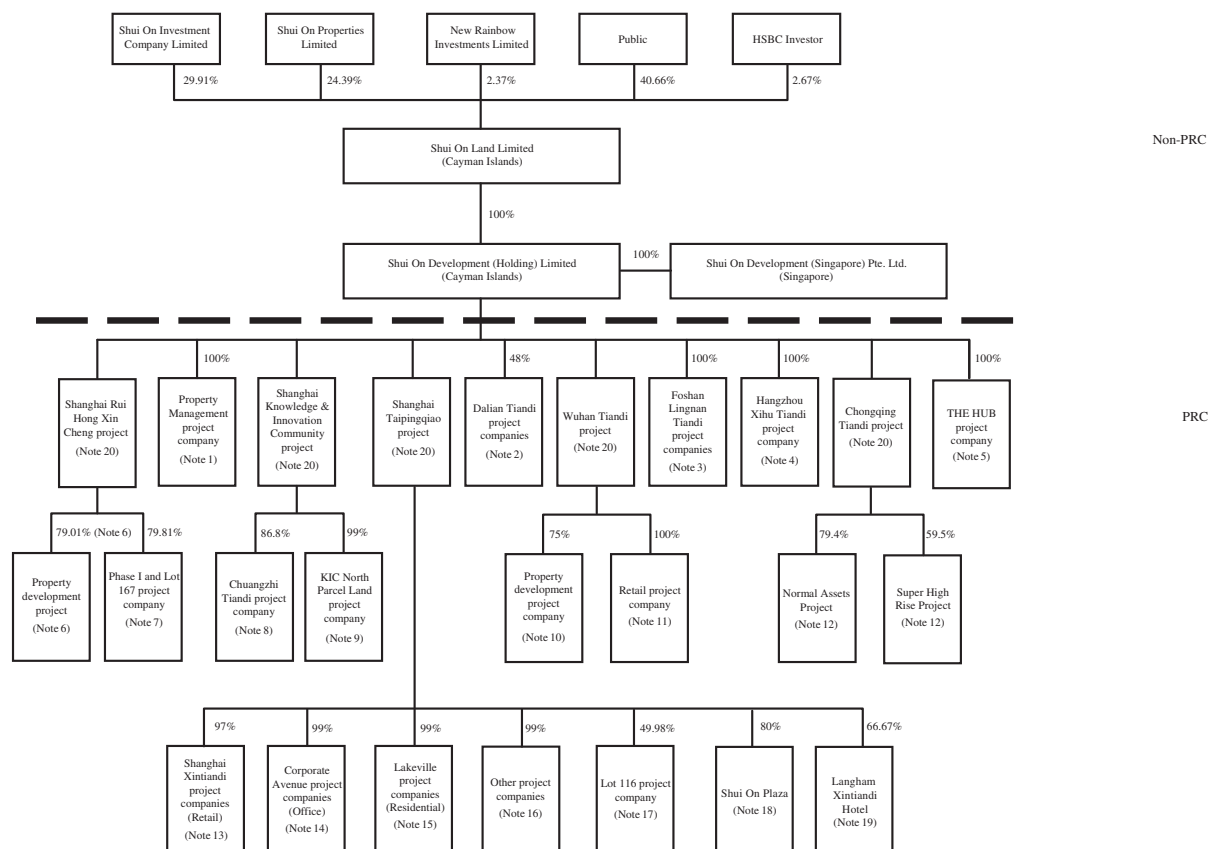 Shui On Investment
Company Limited
Shui On Properties
Limited
New Rainbow
Investments Limited
Public
HSBC Investor
29.91%
24.39%
2.37%
40.66%
2.67%
Shui On Land Limited
(Cayman Islands)
Non-PRC
100%
Shui On Development (Holding) Limited
(Cayman Islands)
100%
Shui On Development (Singapore) Pte. Ltd.
(Singapore)
100%
48%
100%
100%
100%
Shanghai Rui
Hong Xin
Cheng project
(Note 20)
Property
Management
project
company
(Note 1)
Shanghai
Knowledge &
Innovation
Community
project
(Note 20)
Shanghai
Taipingqiao
project
(Note 20)
Dalian Tiandi
project
companies
(Note 2)
Wuhan Tiandi
project
(Note 20)
Foshan
Lingnan
Tiandi
project
companies
(Note 3)
Hangzhou
Xihu Tiandi
project
company
(Note 4)
Chongqing
Tiandi project
(Note 20)
THE HUB
project
company
(Note 5)
PRC
79.01% (Note 6)
79.81%
86.8%
99%
75%
100%
79.4%
59.5%
Property
development
project
(Note 6)
Phase I and Lot
167 project
company
(Note 7)
Chuangzhi
Tiandi project
company
(Note 8)
KIC North
Parcel Land
project
company
(Note 9)
Property
development
project
company
(Note 10)
Retail project
company
(Note 11)
Normal Assets
Project
(Note 12)
Super High
Rise Project
(Note 12)
97%
99%
99%
99%
49.98%
80%
66.67%
Shanghai
Xintiandi
project
companies
(Retail)
(Note 13)
Corporate
Avenue project
companies
(Office)
(Note 14)
Lakeville
project
companies
(Residential)
(Note 15)
Other project
companies
(Note 16)
Lot 116 project
company
(Note 17)
Shui On Plaza
(Note 18)
Langham
Xintiandi
Hotel
(Note 19)